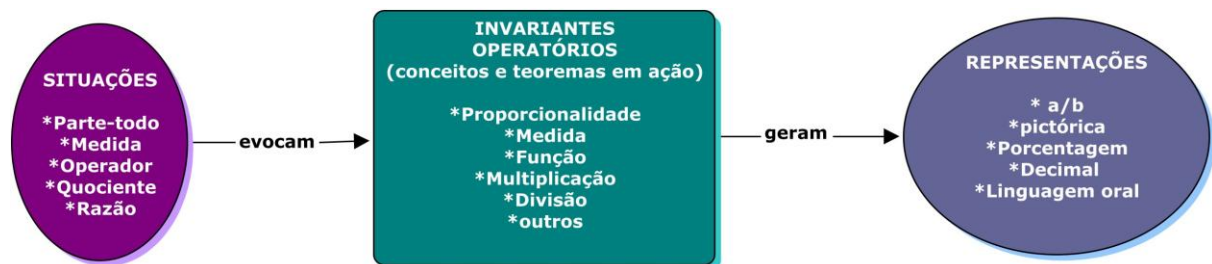 SITUAÇÕES
*Parte-todo
*Medida
*Operador
*Quociente
*Razão
evocam
INVARIANTES
OPERATÓRIOS
(conceitos e teoremas em ação)
*Proporcionalidade
*Medida
*Função
*Multiplicação
*Divisão
*outros
geram
REPRESENTAÇÕES
* a/b
*pictórica
*Porcentagem
*Decimal
*Linguagem oral